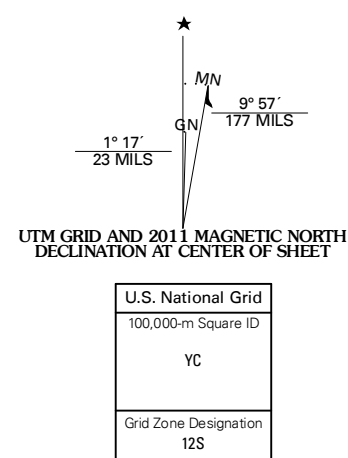 ★
MN
GN
9° 57´
177 MILS
1° 17´
23 MILS
UTM GRID AND 2011 MAGNETIC NORTH
DECLINATION AT CENTER OF SHEET
U.S. National Grid
100,000-m Square ID
YC
Grid Zone Designation
12S